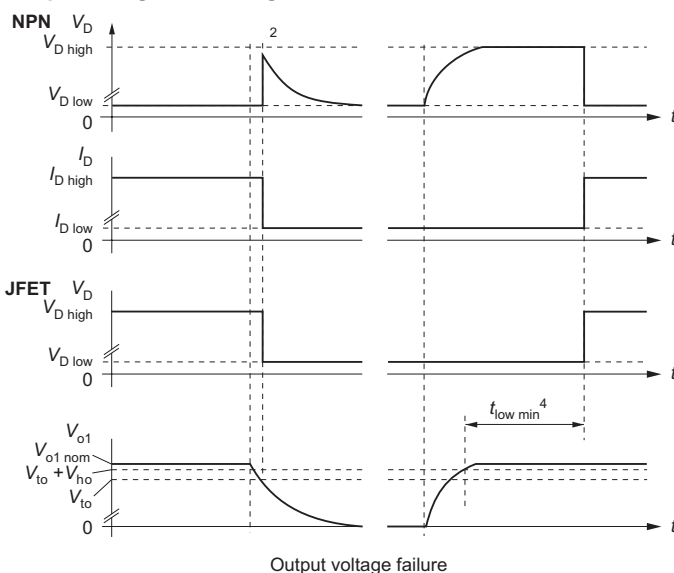 NPN V_D
2
V_D high
V_D low
0
t
I_D
I_D high
I_D low
0
t
JFET V_D
V_D high
V_D low
0
t
t_low min^4
V_o1
V_o1 nom
V_to + V_ho
V_to
0
t
Output voltage failure